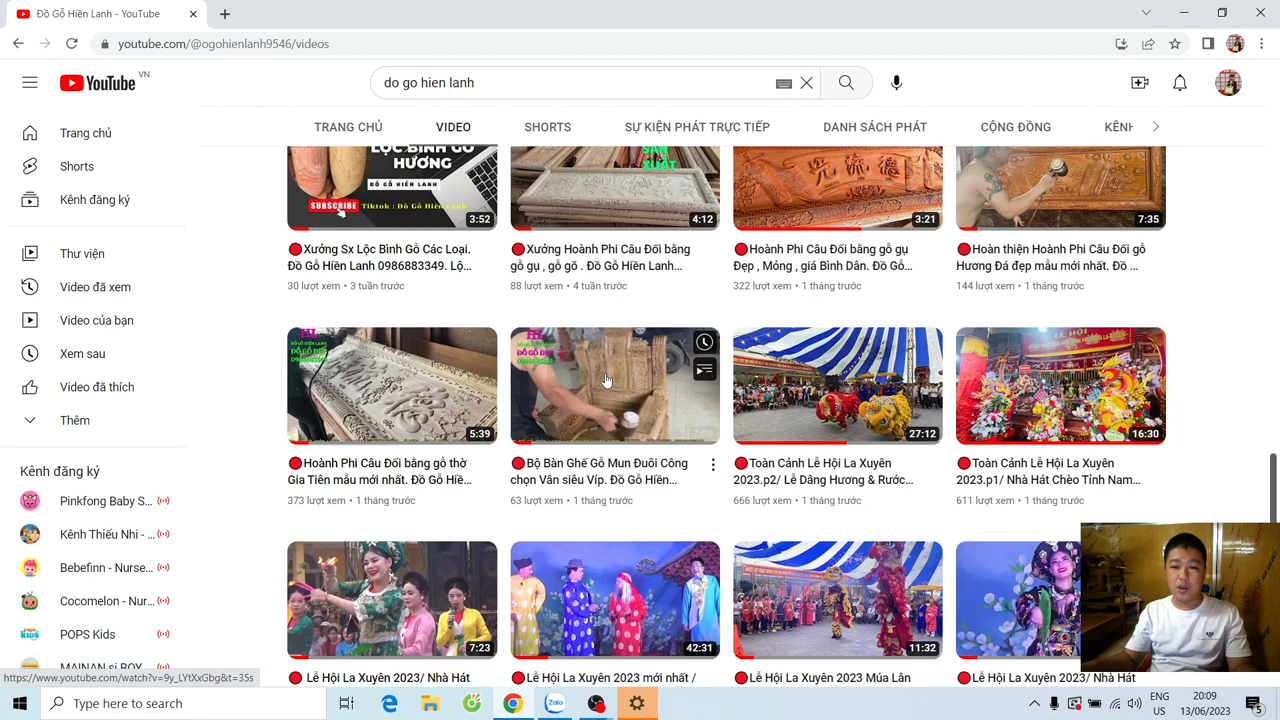 Đồ Gỗ Hiền Lanh - YouTube
youtube.com/@ogohienlanh9546/videos
YouTube VN
do go hien lanh
TRANG CHỦ VIDEO SHORTS SỰ KIỆN PHÁT TRỰC TIẾP DANH SÁCH PHÁT CỘNG ĐỒNG KÊNH
Trang chủ
Shorts
Kênh đăng ký
Thư viện
Video đã xem
Video của bạn
Xem sau
Video đã thích
Thêm
Kênh đăng ký
Pinkfong Baby S...
Kênh Thiếu Nhi - ...
Bebefinn - Nurse...
Cocomelon - Nur...
POPS Kids
MAINAN si BOY
LỘC BÌNH GỖ
HƯƠNG
ĐỒ GỖ HIỀN LANH
SUBSCRIBE Tiktok : Đồ Gỗ Hiền Lanh
3:52
SẢN
XUẤT
4:12
3:21
7:35
Xưởng Sx Lộc Bình Gỗ Các Loại.
Đồ Gỗ Hiền Lanh 0986883349. Lộ...
30 lượt xem • 3 tuần trước
Xưởng Hoành Phi Câu Đối bằng
gỗ gụ , gỗ gõ . Đồ Gỗ Hiền Lanh...
88 lượt xem • 4 tuần trước
Hoành Phi Câu Đối bằng gỗ gụ
Đẹp , Mỏng , giá Bình Dân. Đồ Gỗ...
322 lượt xem • 1 tháng trước
Hoàn thiện Hoành Phi Câu Đối gỗ
Hương Đá đẹp mẫu mới nhất. Đồ ...
144 lượt xem • 1 tháng trước
5:39
27:12
16:30
Hoành Phi Câu Đối bằng gỗ thờ
Gia Tiên mẫu mới nhất. Đồ Gỗ Hiề...
373 lượt xem • 1 tháng trước
Bộ Bàn Ghế Gỗ Mun Đuôi Công
chọn Vân siêu Víp. Đồ Gỗ Hiền...
63 lượt xem • 1 tháng trước
Toàn Cảnh Lễ Hội La Xuyên
2023.p2/ Lễ Dâng Hương & Rước...
666 lượt xem • 1 tháng trước
Toàn Cảnh Lễ Hội La Xuyên
2023.p1/ Nhà Hát Chèo Tỉnh Nam...
611 lượt xem • 1 tháng trước
7:23
42:31
11:32
Lễ Hội La Xuyên 2023/ Nhà Hát
Lễ Hội La Xuyên 2023 mới nhất /
Lễ Hội La Xuyên 2023 Múa Lân
Lễ Hội La Xuyên 2023/ Nhà Hát
https://www.youtube.com/watch?v=9y_LYtXxGbg&t=35s
Type here to search
Zalo
ENG
US
20:09
13/06/2023
5